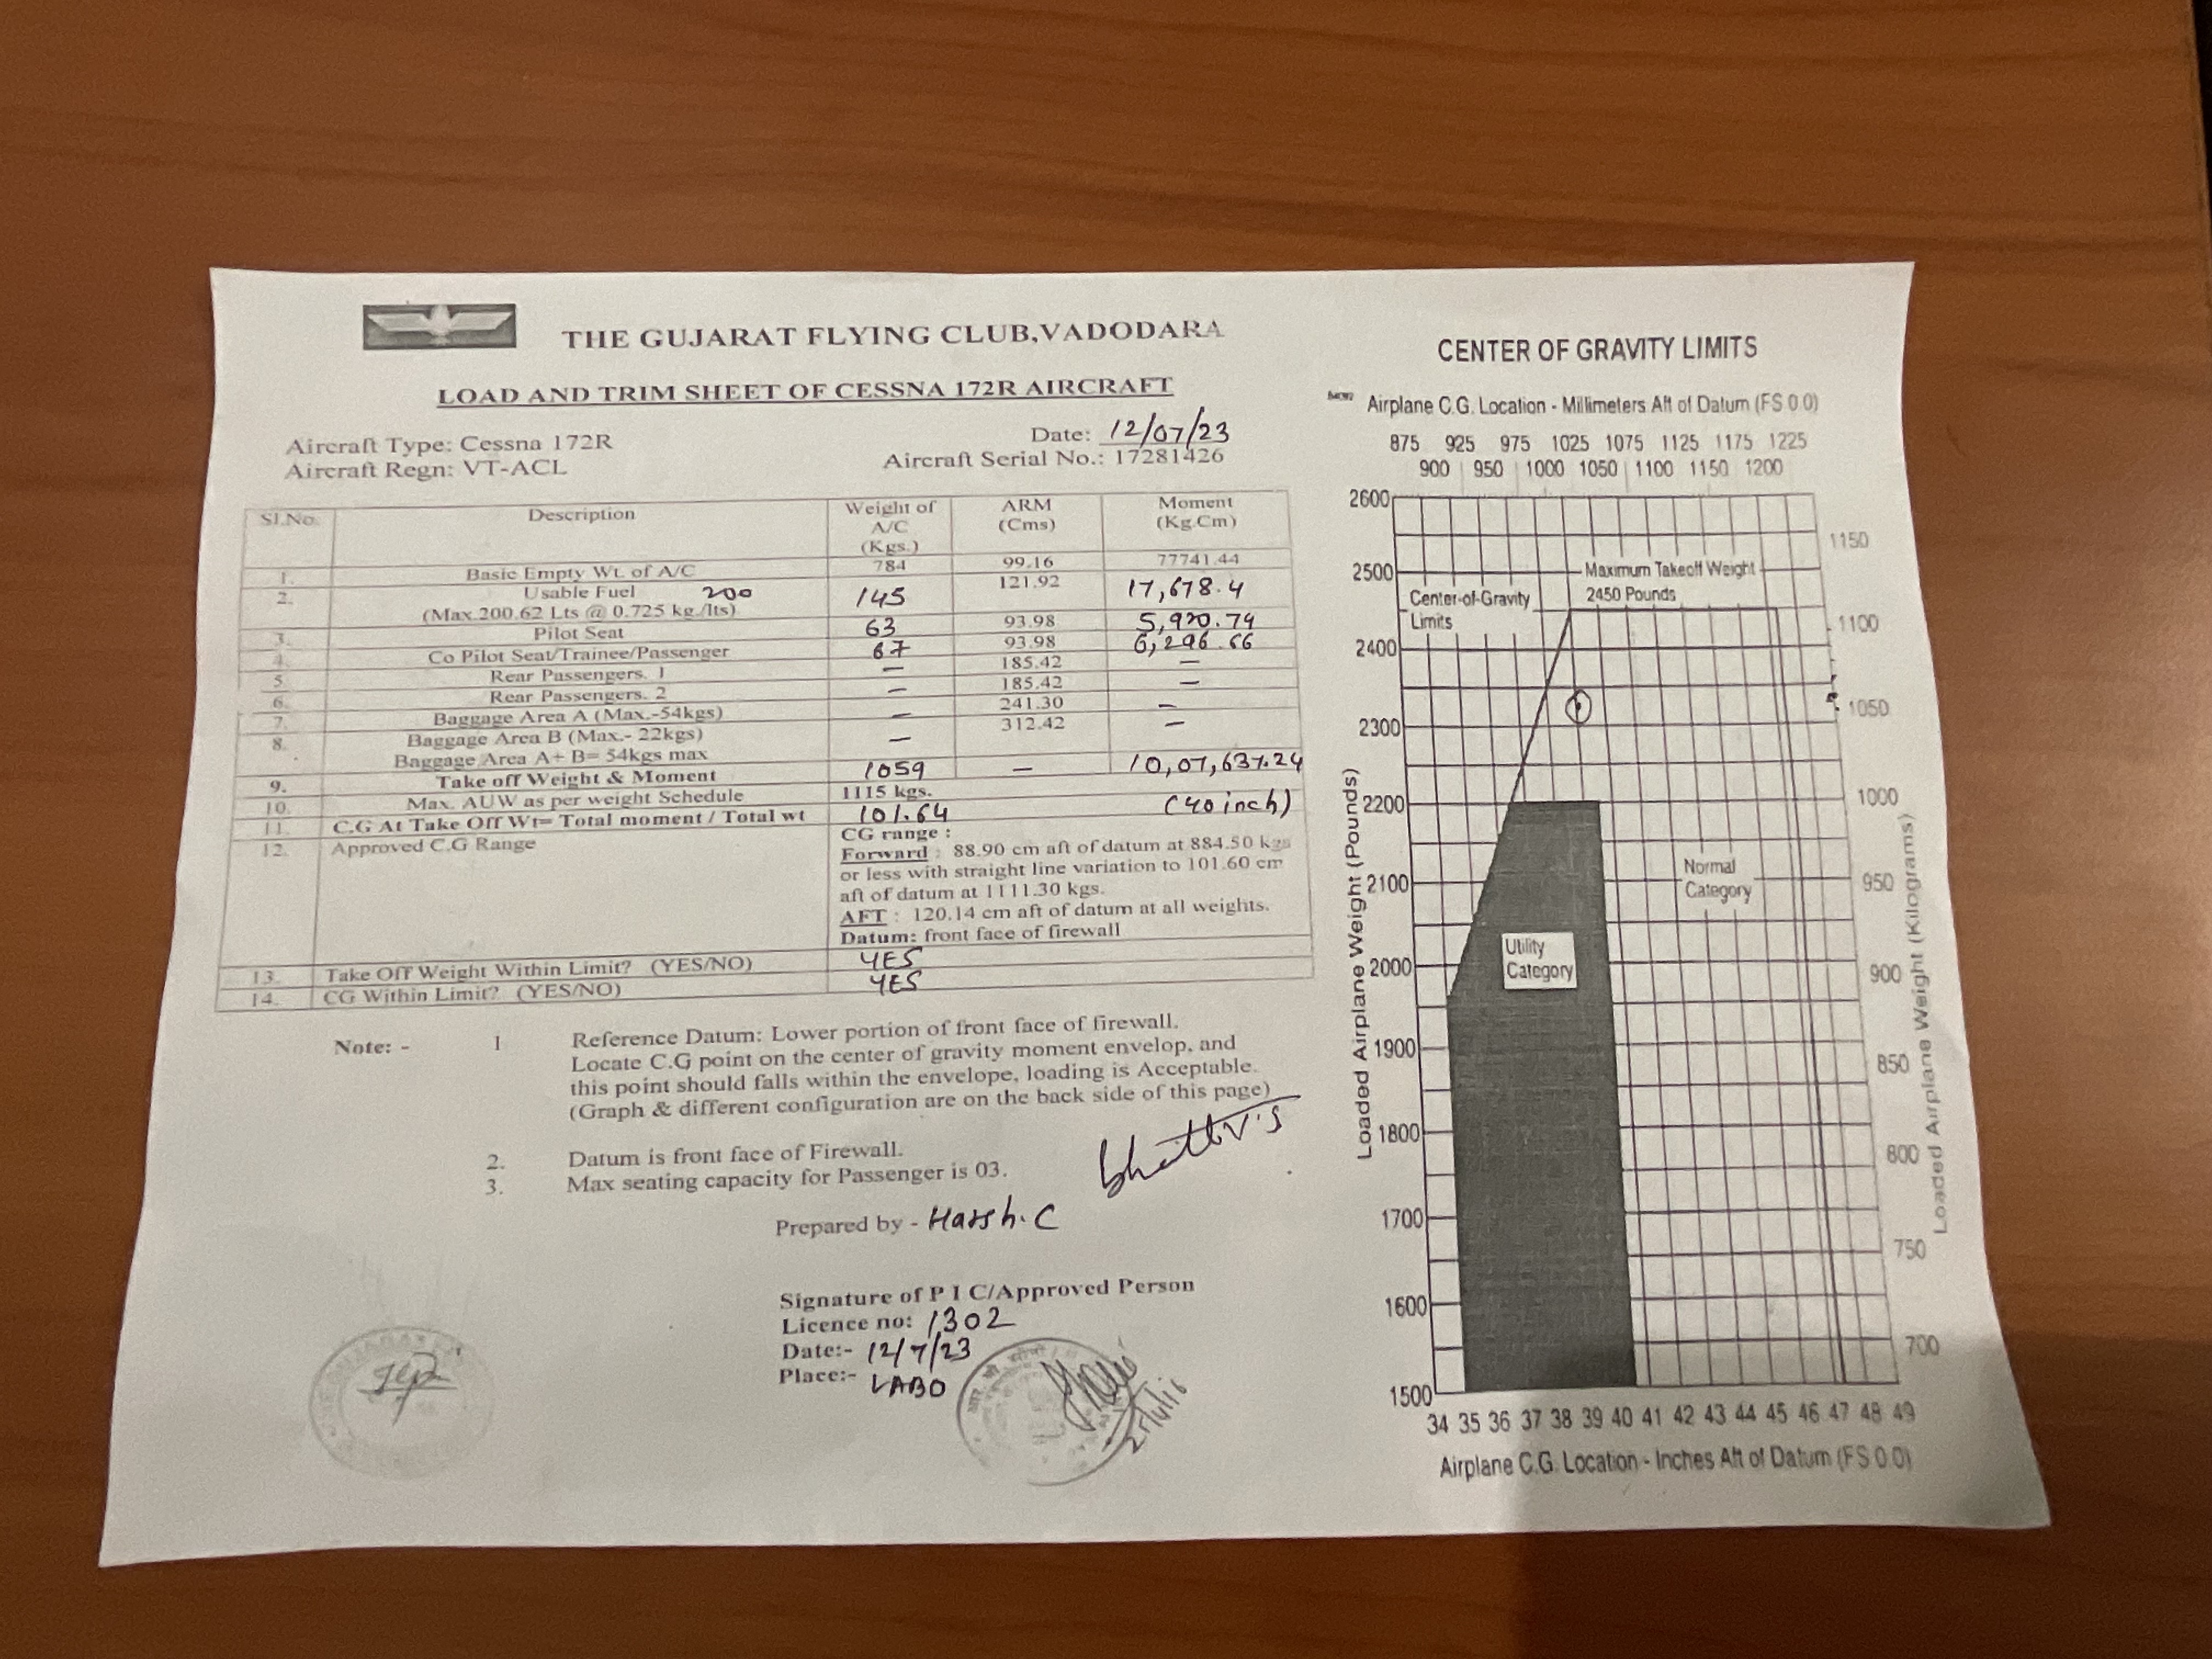 THE GUJARAT FLYING CLUB,VADODARA
LOAD AND TRIM SHEET OF CESSNA 172R AIRCRAFT
Aircraft Type: Cessna 172R Date: 12/07/23
Aircraft Regn: VT-ACL Aircraft Serial No.: 17281426
Sl.No. Description Weight of A/C (Kgs.) ARM (Cms) Moment (Kg.Cm)
1. Basic Empty Wt. of A/C 784 99.16 77741.44
2. Usable Fuel 200 145 121.92 17,678.4
(Max.200.62 Lts @ 0.725 kg./lts)
3. Pilot Seat 63 93.98 5,920.74
4. Co Pilot Seat/Trainee/Passenger 67 93.98 6,296.66
5. Rear Passengers. 1 — 185.42 —
6. Rear Passengers. 2 — 185.42 —
7. Baggage Area A (Max.-54kgs) — 241.30 —
8. Baggage Area B (Max.- 22kgs) — 312.42 —
Baggage Area A+ B= 54kgs max
9. Take off Weight & Moment 1059 — 10,07,637.24
10. Max. AUW as per weight Schedule 1115 kgs.
11. C.G At Take Off Wt= Total moment / Total wt 101.64 (40 inch)
12. Approved C.G Range CG range :
Forward : 88.90 cm aft of datum at 884.50 kgs
or less with straight line variation to 101.60 cm
aft of datum at 1111.30 kgs.
AFT : 120.14 cm aft of datum at all weights.
Datum: front face of firewall
13. Take Off Weight Within Limit? (YES/NO) YES
14. CG Within Limit? (YES/NO) YES
Note: - 1 Reference Datum: Lower portion of front face of firewall.
Locate C.G point on the center of gravity moment envelop, and
this point should falls within the envelope, loading is Acceptable.
(Graph & different configuration are on the back side of this page)
2. Datum is front face of Firewall.
3. Max seating capacity for Passenger is 03.
Bhatt V.S
Prepared by - Harsh. C
Signature of P I C/Approved Person
Licence no: 1302
Date:- 12/7/23
Place:- VABO
CENTER OF GRAVITY LIMITS
Airplane C.G. Location - Millimeters Aft of Datum (FS 0.0)
875 925 975 1025 1075 1125 1175 1225
900 950 1000 1050 1100 1150 1200
2600
1150
2500
Maximum Takeoff Weight
2450 Pounds
Center-of-Gravity
Limits
1100
2400
2300
1050
2200
1000
2100
950
Normal
Category
Utility
Category
2000
900
1900
850
1800
800
1700
750
1600
700
1500
Loaded Airplane Weight (Pounds)
Loaded Airplane Weight (Kilograms)
34 35 36 37 38 39 40 41 42 43 44 45 46 47 48 49
Airplane C.G. Location - Inches Aft of Datum (FS 0.0)